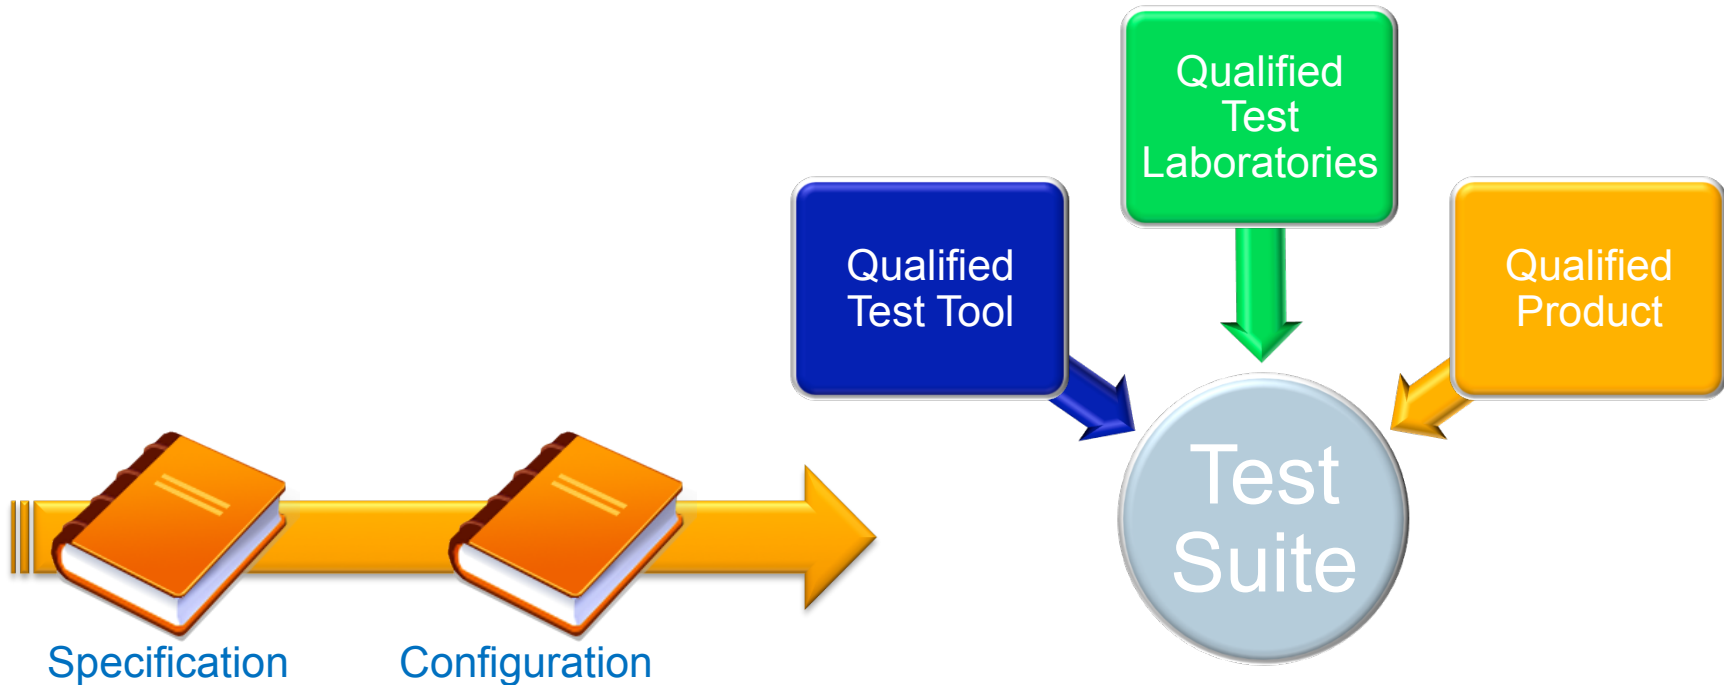 Qualified
Test
Laboratories
Qualified
Test Tool
Qualified
Product
Test
Suite
Specification
Configuration